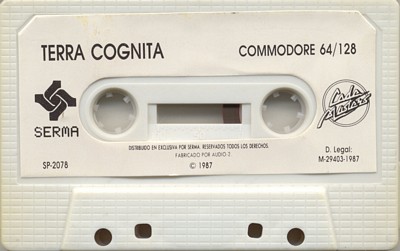 TERRA COGNITA
COMMODORE 64/128
SERMA
Code Masters
SP-2078
DISTRIBUIDO EN EXCLUSIVA POR SERMA. RESERVADOS TODOS LOS DERECHOS.
FABRICADO POR AUDIO-3
© 1987
D. Legal:
M-29403-1987